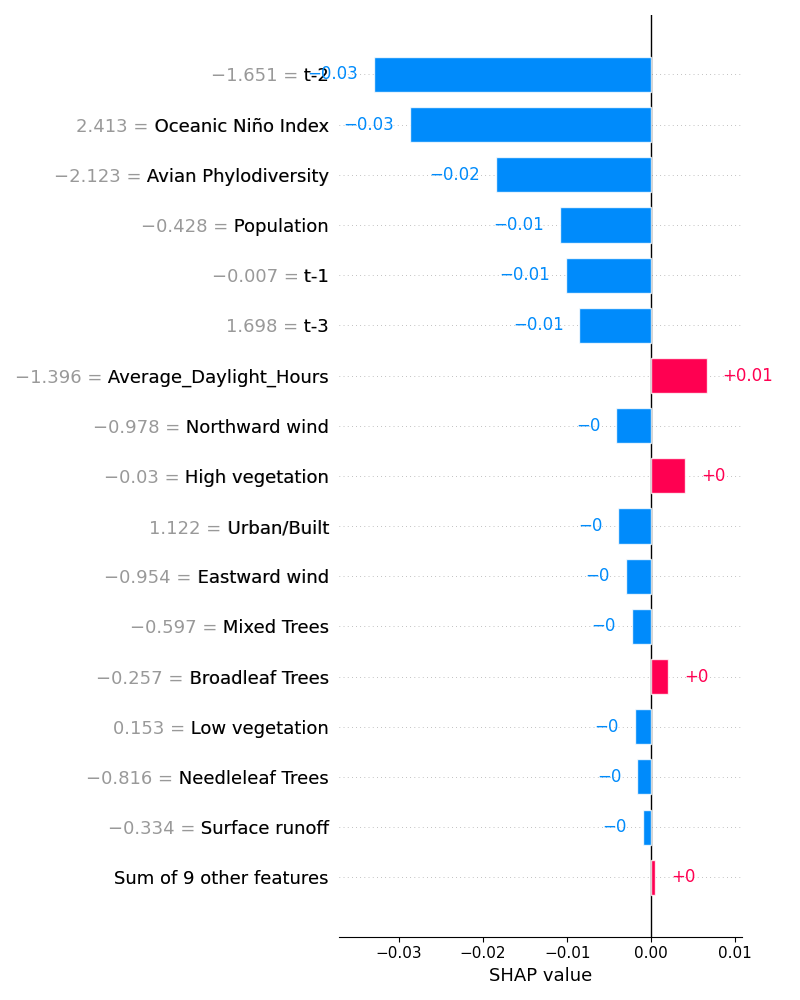 −1.651 = t-2 −0.03
2.413 = Oceanic Niño Index −0.03
−2.123 = Avian Phylodiversity −0.02
−0.428 = Population −0.01
−0.007 = t-1 −0.01
1.698 = t-3 −0.01
−1.396 = Average_Daylight_Hours +0.01
−0.978 = Northward wind −0
−0.03 = High vegetation +0
1.122 = Urban/Built −0
−0.954 = Eastward wind −0
−0.597 = Mixed Trees −0
−0.257 = Broadleaf Trees +0
0.153 = Low vegetation −0
−0.816 = Needleleaf Trees −0
−0.334 = Surface runoff −0
Sum of 9 other features +0
−0.03 −0.02 −0.01 0.00 0.01
SHAP value